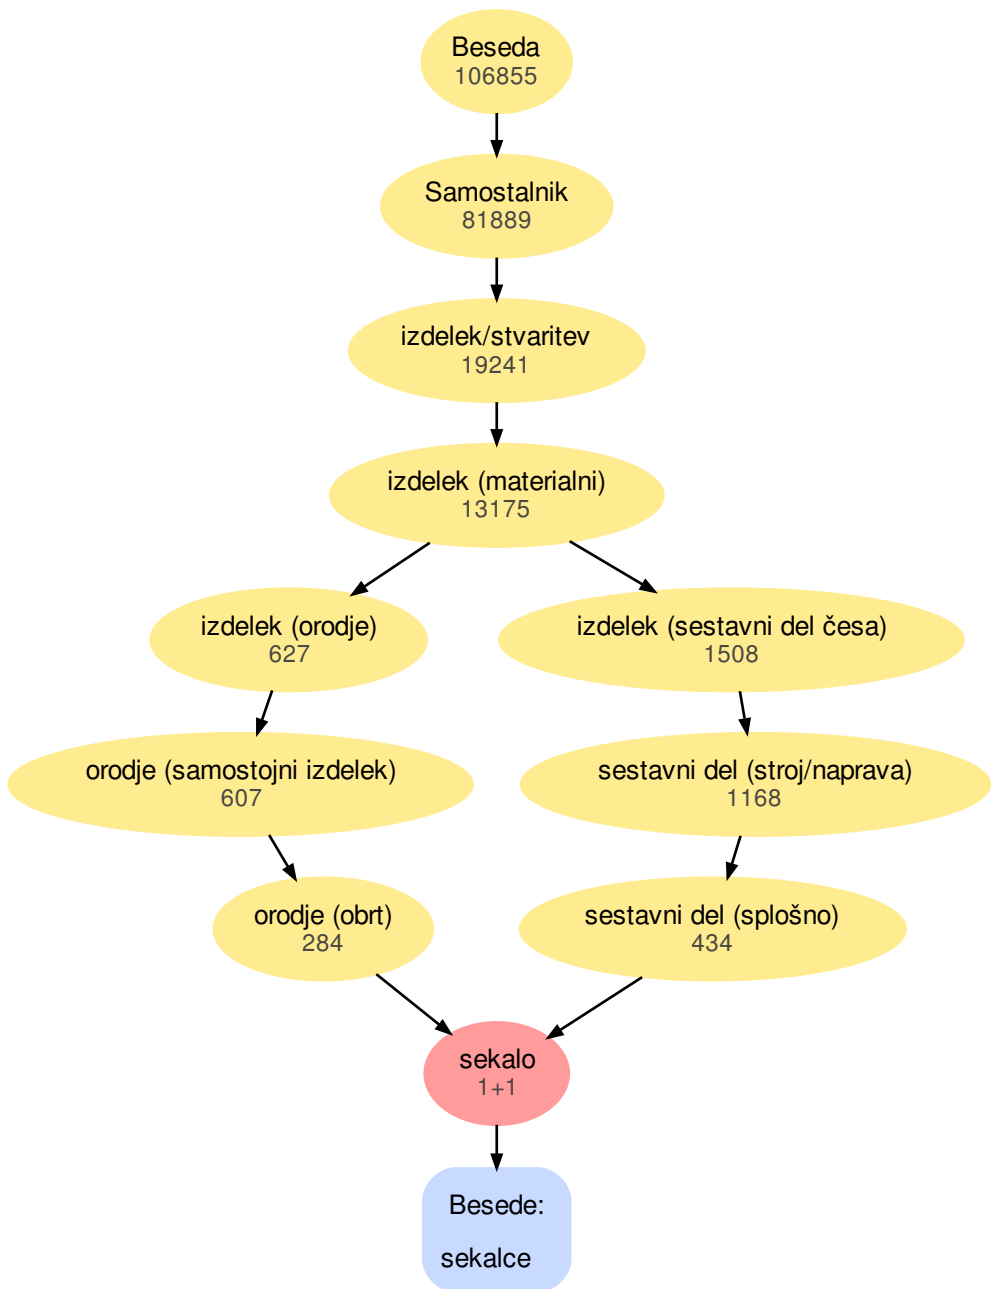 Beseda
106855
Samostalnik
81889
izdelek/stvaritev
19241
izdelek (materialni)
13175
izdelek (orodje)
627
izdelek (sestavni del česa)
1508
orodje (samostojni izdelek)
607
sestavni del (stroj/naprava)
1168
orodje (obrt)
284
sestavni del (splošno)
434
sekalo
1+1
Besede:
sekalce